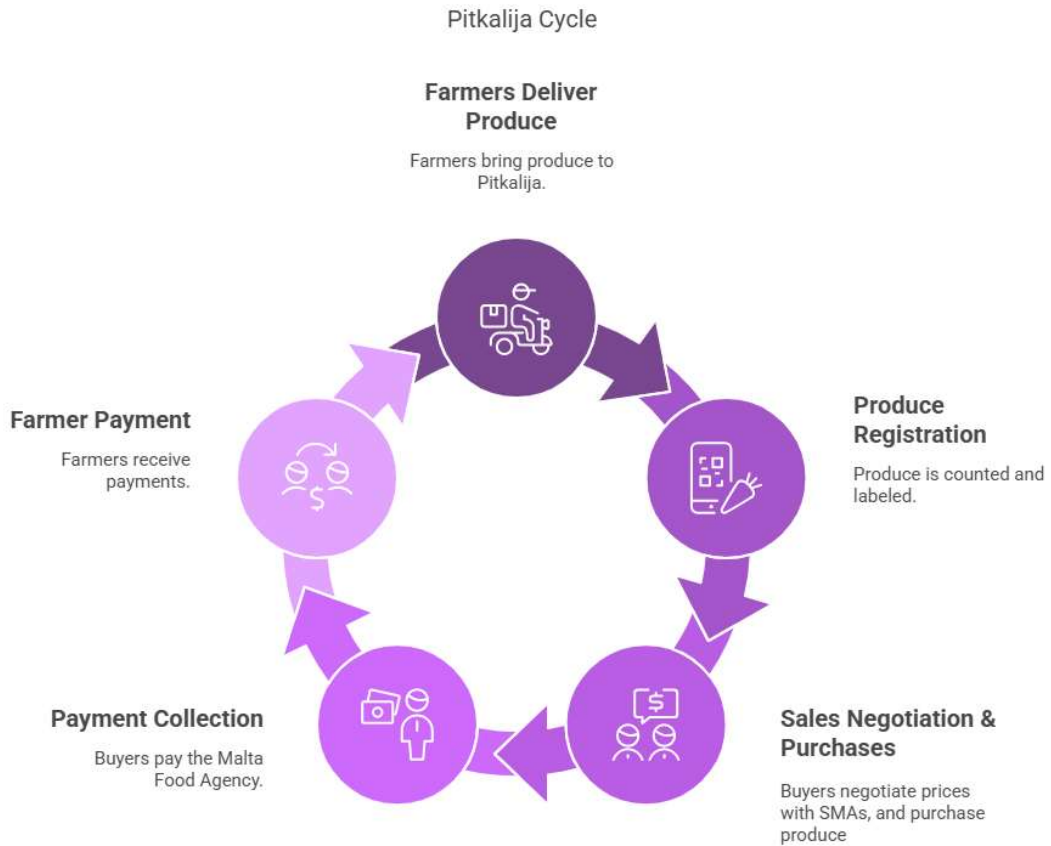 Pitkalija Cycle
Farmers Deliver
Produce
Farmers bring produce to
Pitkalija.
Produce
Registration
Produce is counted and
labeled.
Sales Negotiation &
Purchases
Buyers negotiate prices
with SMAs, and purchase
produce
Payment Collection
Buyers pay the Malta
Food Agency.
Farmer Payment
Farmers receive
payments.
$
$